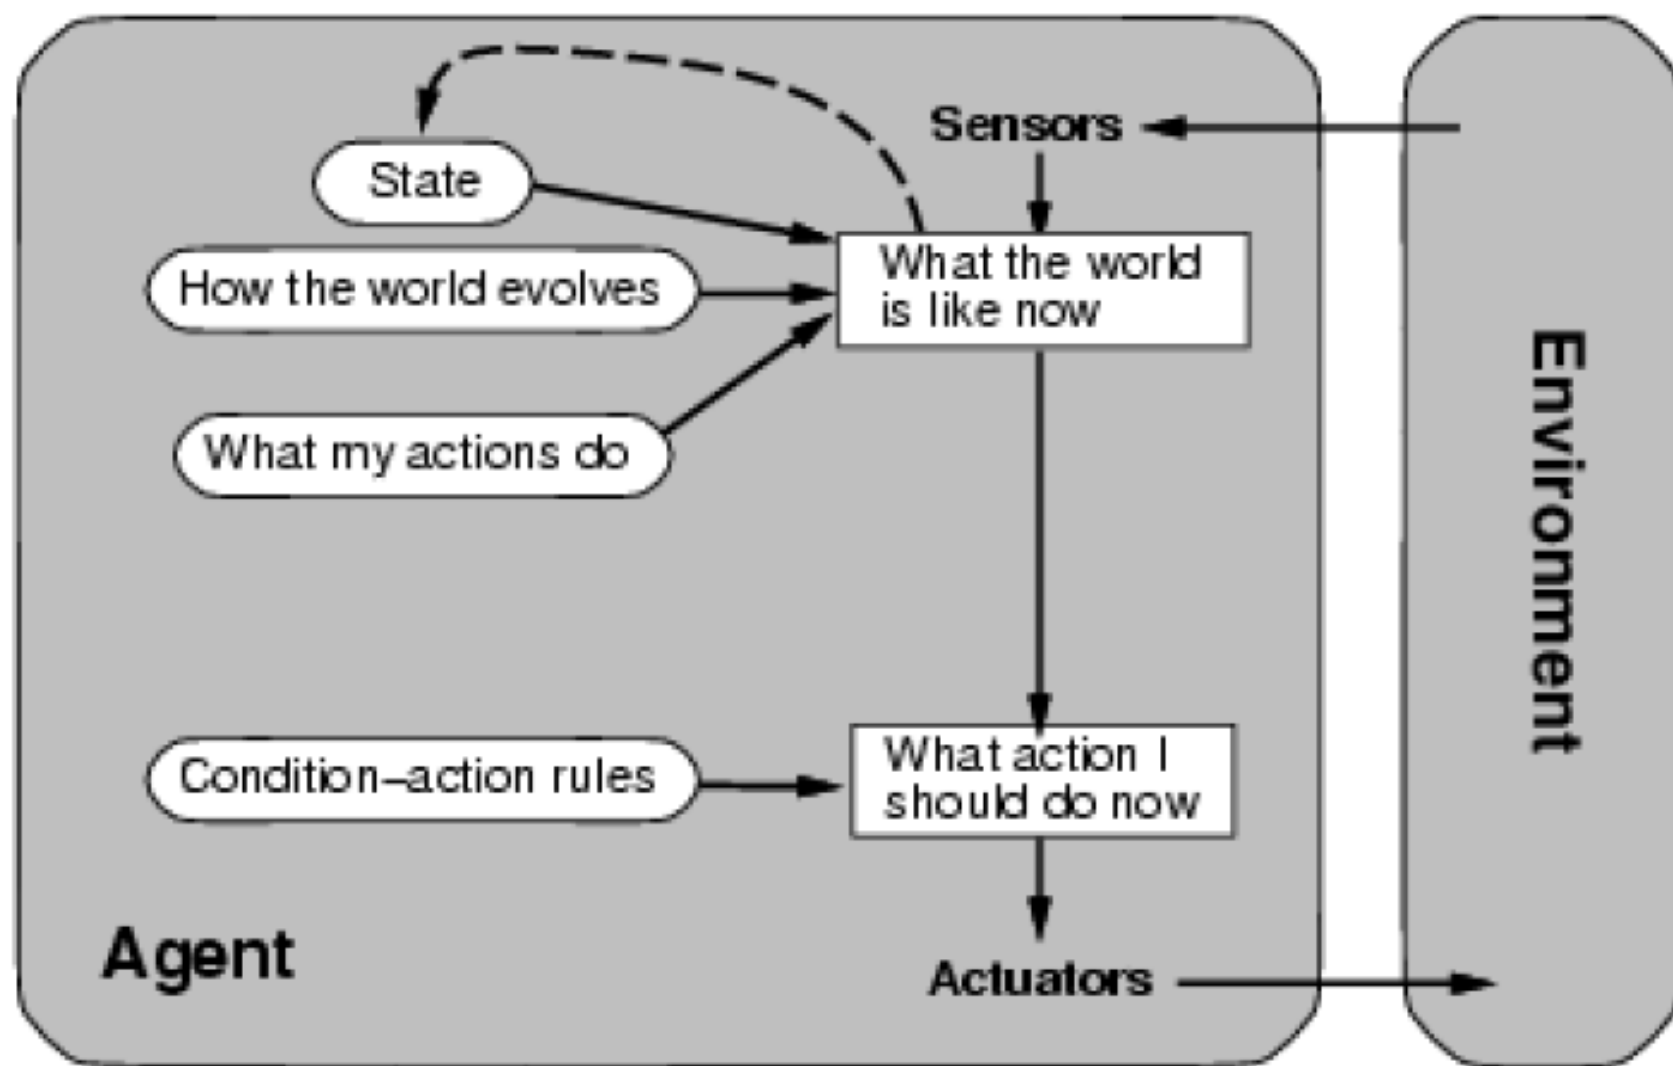 Sensors
State
What the world
is like now
How the world evolves
What my actions do
Environment
Condition–action rules
What action I
should do now
Agent
Actuators